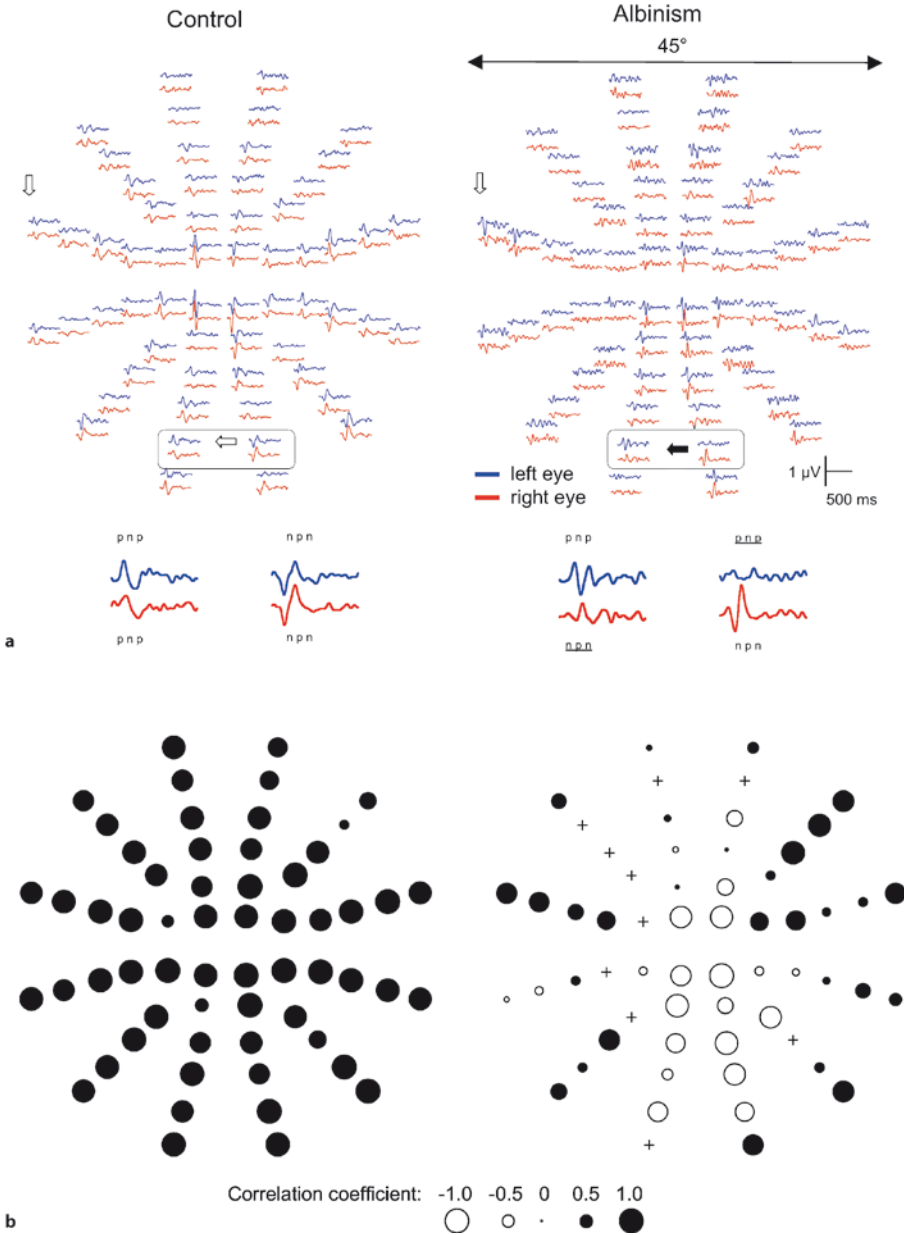 Control
Albinism
45°
left eye
right eye
1 µV
500 ms
p n p
n p n
p n p
p n p
p n p
n p n
n p n
n p n
a
Correlation coefficient: -1.0 -0.5 0 0.5 1.0
b